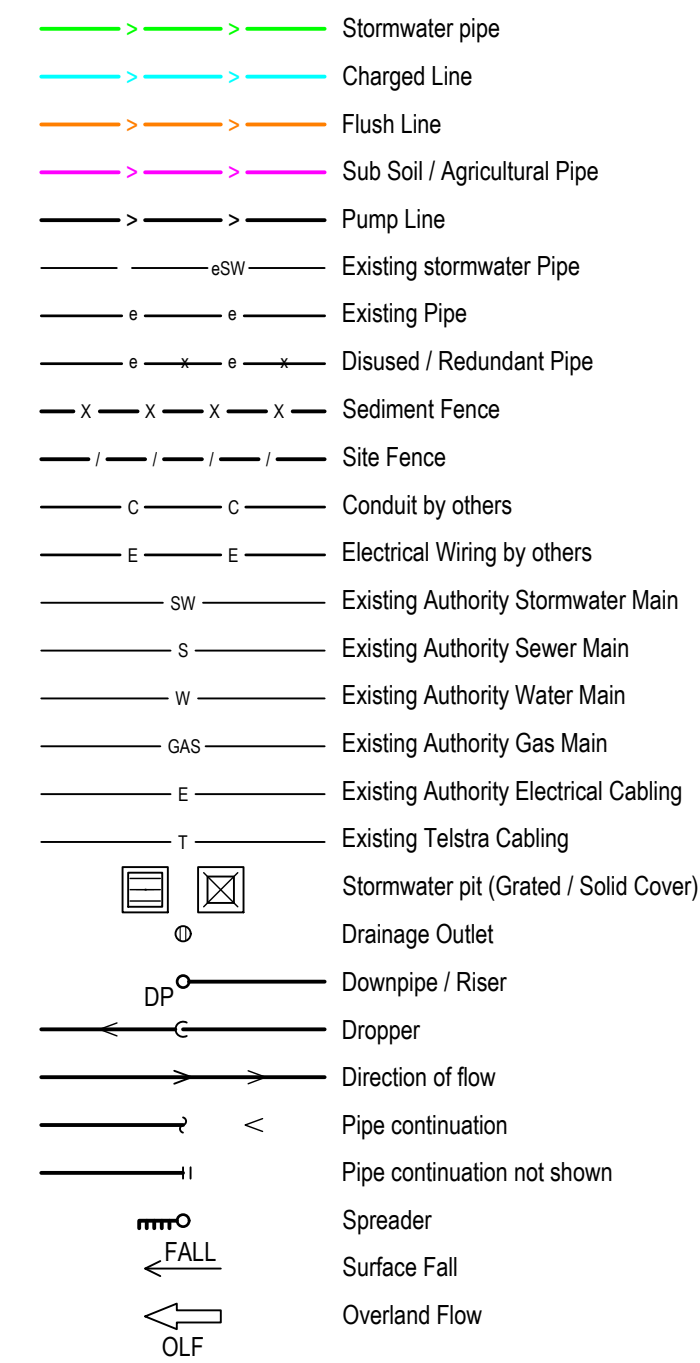 > > Stormwater pipe
> > Charged Line
> > Flush Line
> > Sub Soil / Agricultural Pipe
> > Pump Line
eSW Existing stormwater Pipe
e e Existing Pipe
e x e x Disused / Redundant Pipe
X X X X Sediment Fence
/ / / / Site Fence
C C Conduit by others
E E Electrical Wiring by others
SW Existing Authority Stormwater Main
S Existing Authority Sewer Main
W Existing Authority Water Main
GAS Existing Authority Gas Main
E Existing Authority Electrical Cabling
T Existing Telstra Cabling
Stormwater pit (Grated / Solid Cover)
Drainage Outlet
DP Downpipe / Riser
Dropper
Direction of flow
Pipe continuation
Pipe continuation not shown
Spreader
FALL Surface Fall
Overland Flow
OLF